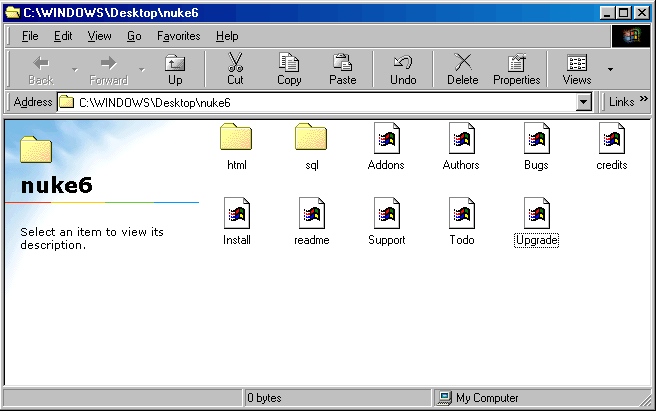 C:\WINDOWS\Desktop\nuke6
File Edit View Go Favorites Help
Back Forward Up Cut Copy Paste Undo Delete Properties Views
Address C:\WINDOWS\Desktop\nuke6 Links »
html sql Addons Authors Bugs credits
nuke6
Select an item to view its
description.
Install readme Support Todo Upgrade
0 bytes My Computer